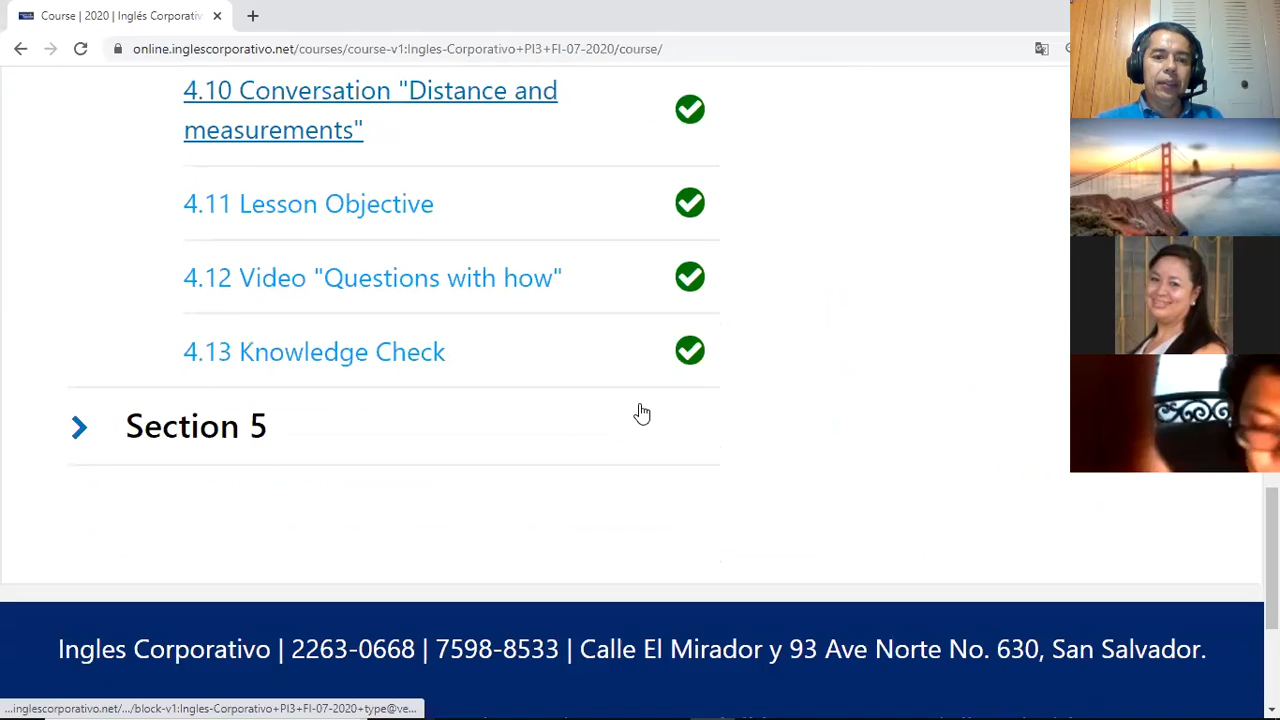 Course | 2020 | Inglés Corporativ
online.inglescorporativo.net/courses/course-v1:Ingles-Corporativo+PI3+FI-07-2020/course/
4.10 Conversation "Distance and
measurements"
4.11 Lesson Objective
4.12 Video "Questions with how"
4.13 Knowledge Check
Section 5
Ingles Corporativo | 2263-0668 | 7598-8533 | Calle El Mirador y 93 Ave Norte No. 630, San Salvador.
...inglescorporativo.net/.../block-v1:Ingles-Corporativo+PI3+FI-07-2020+type@ve...